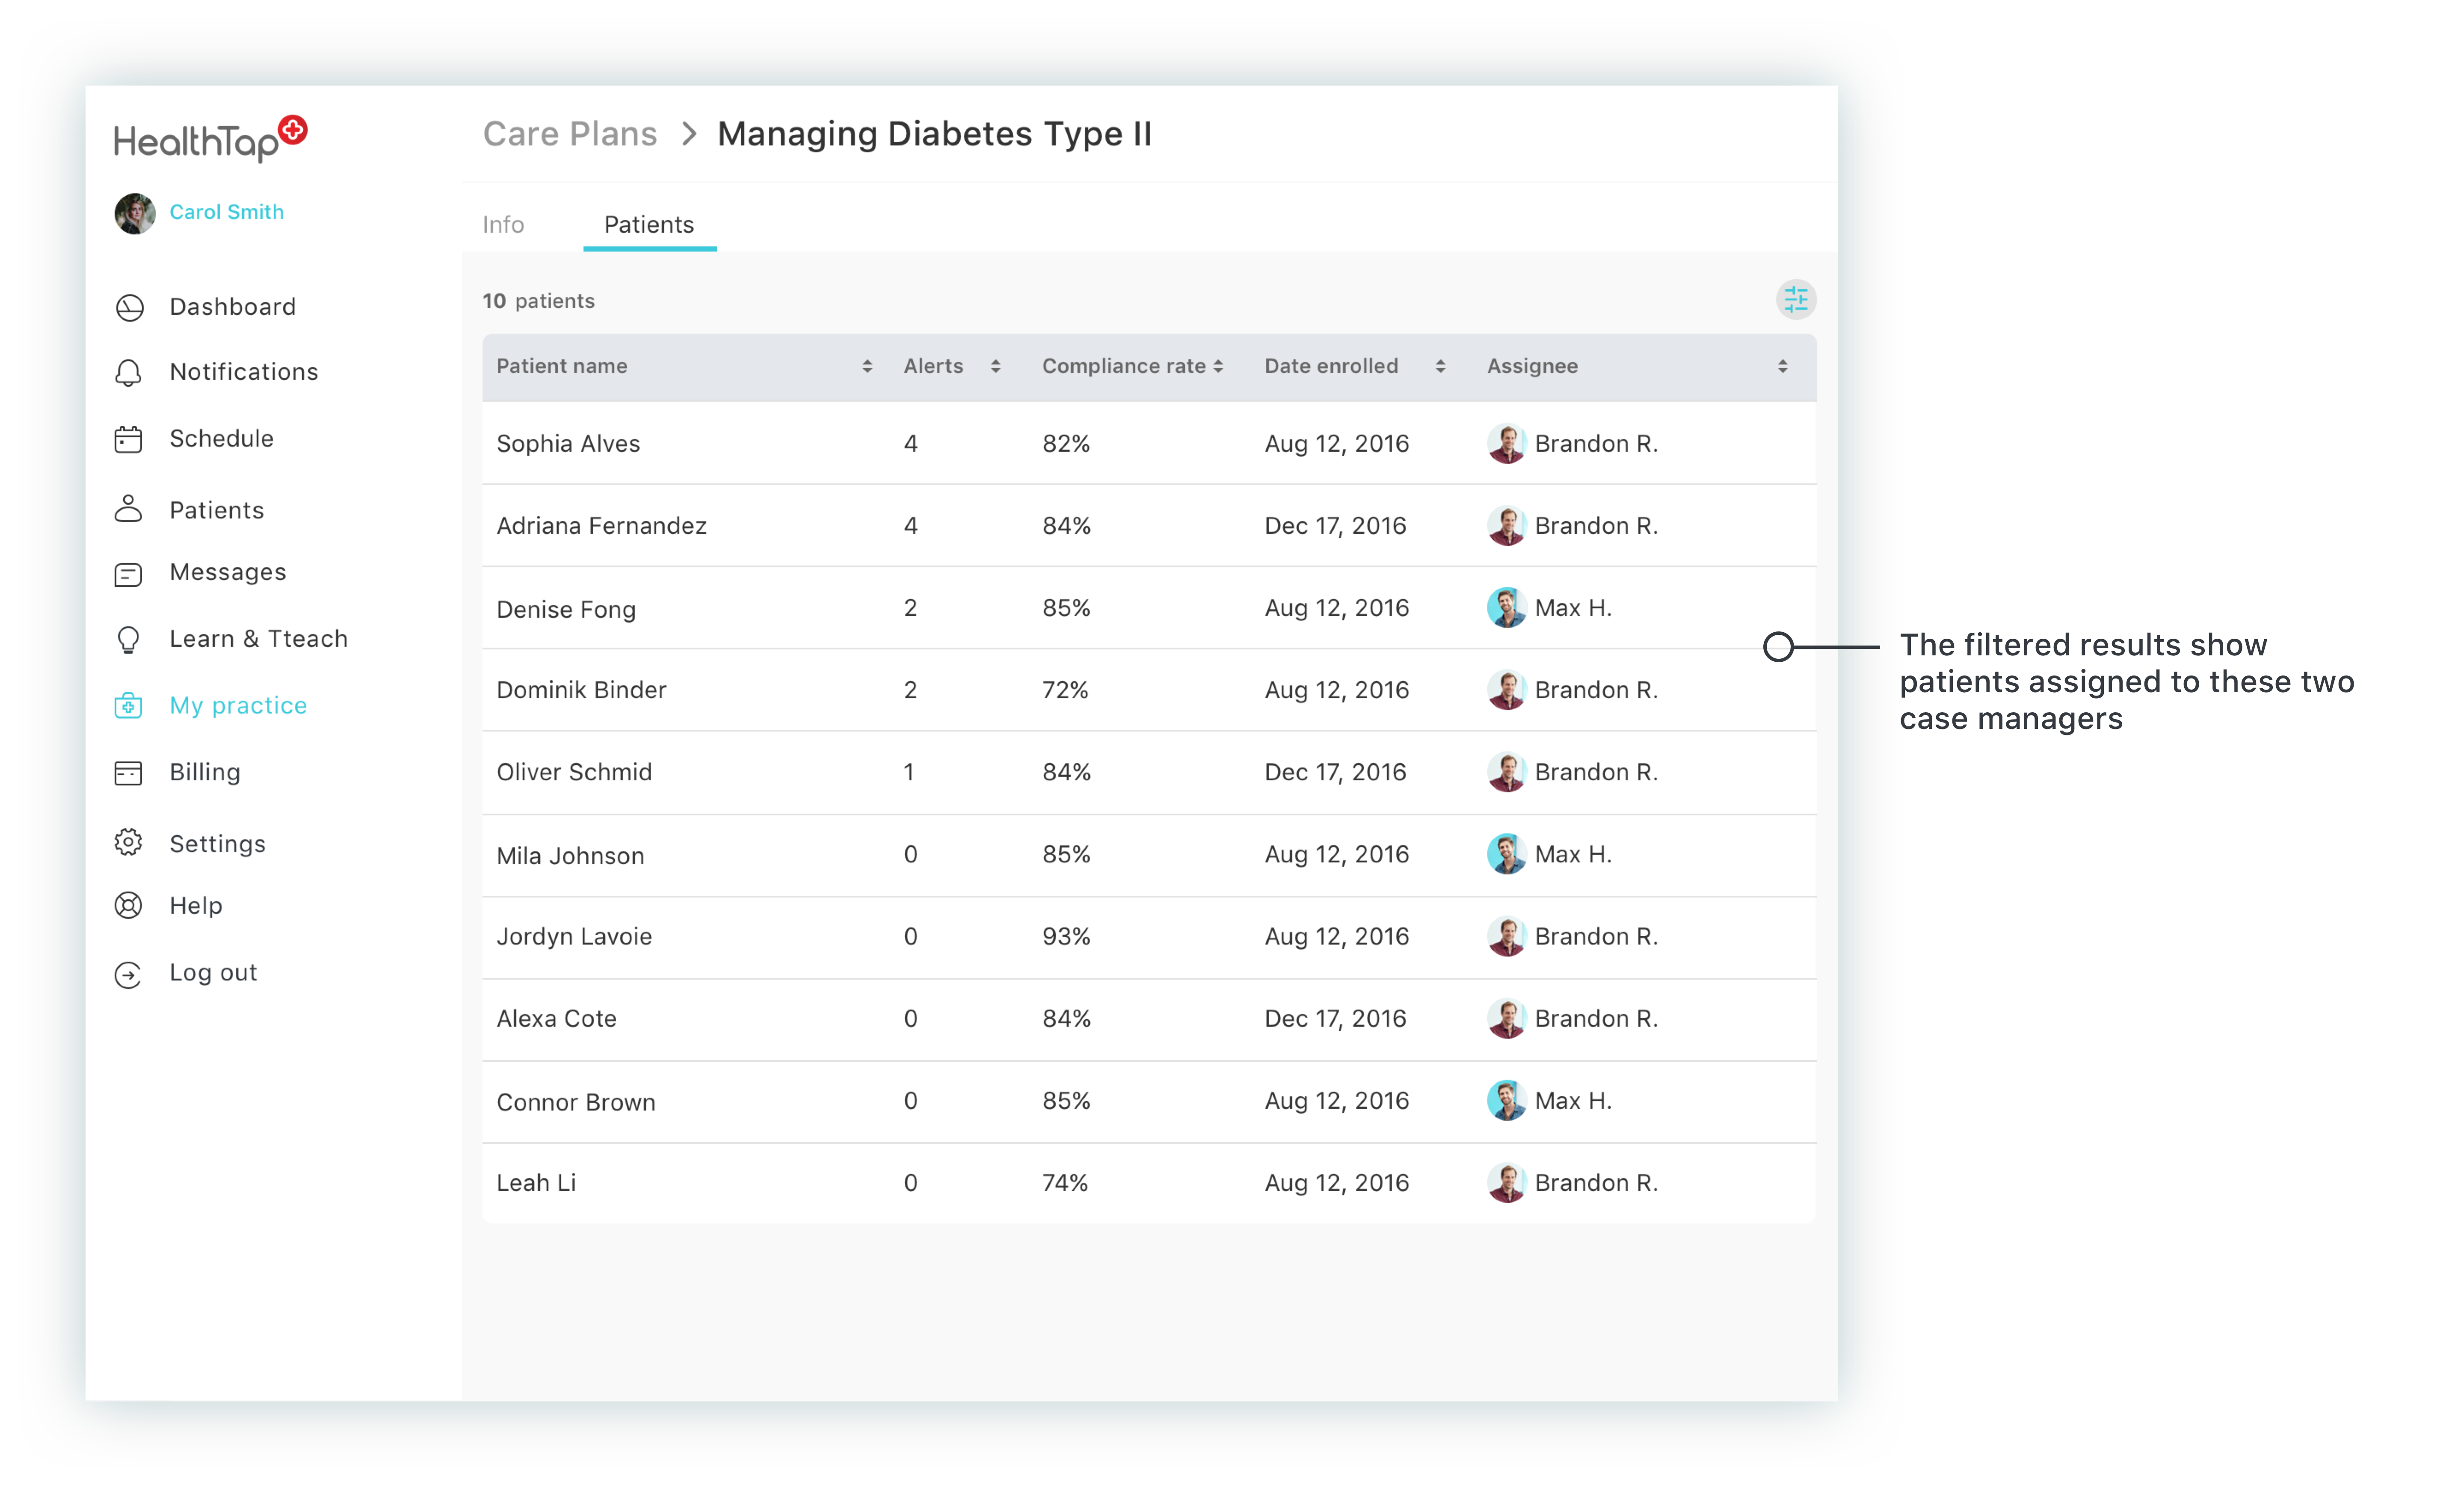 HealthTap
Care Plans > Managing Diabetes Type II
Carol Smith
Info Patients
Dashboard
Notifications
Schedule
Patients
Messages
Learn & Tteach
My practice
Billing
Settings
Help
Log out
10 patients
Patient name Alerts Compliance rate Date enrolled Assignee
Sophia Alves 4 82% Aug 12, 2016 Brandon R.
Adriana Fernandez 4 84% Dec 17, 2016 Brandon R.
Denise Fong 2 85% Aug 12, 2016 Max H.
Dominik Binder 2 72% Aug 12, 2016 Brandon R.
Oliver Schmid 1 84% Dec 17, 2016 Brandon R.
Mila Johnson 0 85% Aug 12, 2016 Max H.
Jordyn Lavoie 0 93% Aug 12, 2016 Brandon R.
Alexa Cote 0 84% Dec 17, 2016 Brandon R.
Connor Brown 0 85% Aug 12, 2016 Max H.
Leah Li 0 74% Aug 12, 2016 Brandon R.
The filtered results show
patients assigned to these two
case managers